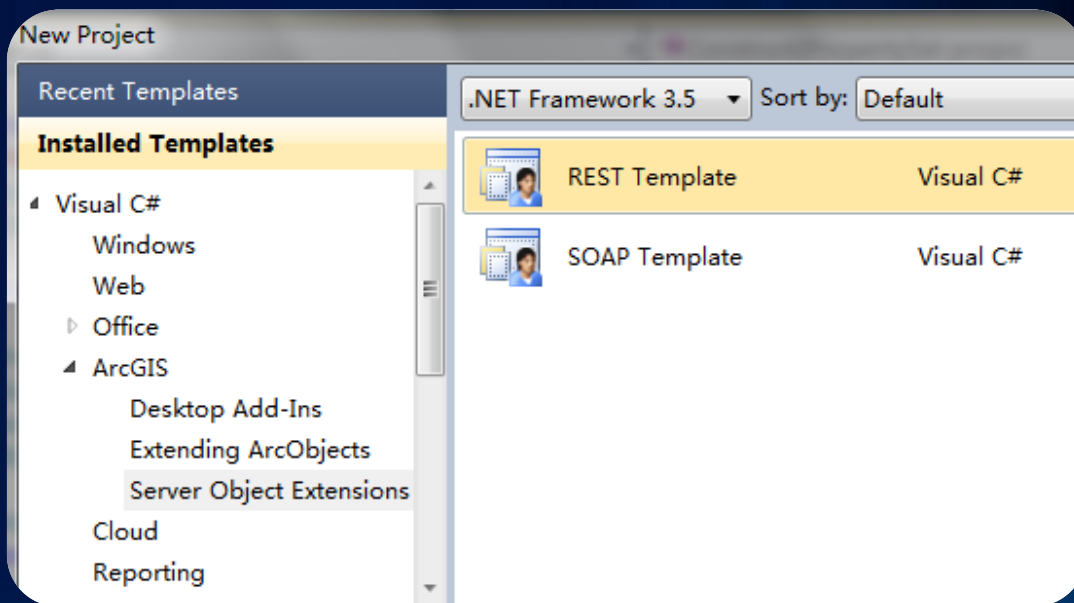 New Project
Recent Templates
Installed Templates
Visual C#
Windows
Web
Office
ArcGIS
Desktop Add-Ins
Extending ArcObjects
Server Object Extensions
Cloud
Reporting
.NET Framework 3.5 Sort by: Default
REST Template Visual C#
SOAP Template Visual C#